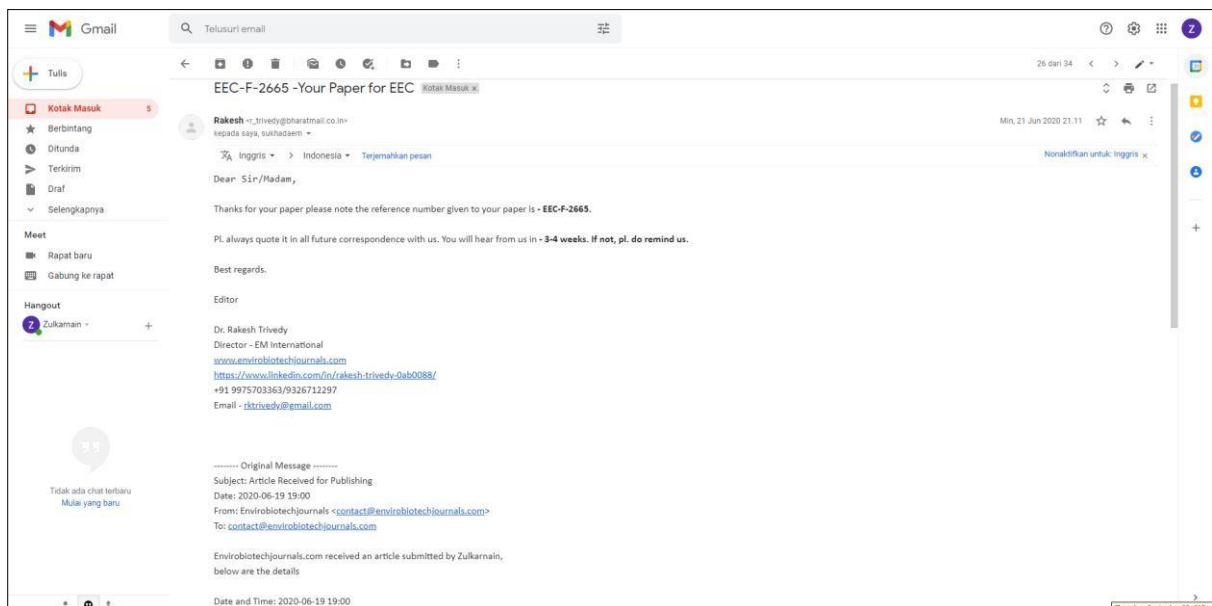 Gmail
Telusuri email
Z
Tulis
26 dari 34
Kotak Masuk 5
Berbintang
Ditunda
Terkirim
Draf
Selengkapnya
Meet
Rapat baru
Gabung ke rapat
Hangout
Z Zulkarnain
Tidak ada chat terbaru
Mulai yang baru
EEC-F-2665 -Your Paper for EEC Kotak Masuk x
Rakesh <r_trivedy@bharatmail.co.in>
Min, 21 Jun 2020 21.11
kepada saya, sukhadaem
Inggris > Indonesia Terjemahkan pesan
Nonaktifkan untuk: Inggris x
Dear Sir/Madam,
Thanks for your paper please note the reference number given to your paper is - EEC-F-2665.
Pl. always quote it in all future correspondence with us. You will hear from us in - 3-4 weeks. If not, pl. do remind us.
Best regards.
Editor
Dr. Rakesh Trivedy
Director - EM International
www.envirobiotechjournals.com
https://www.linkedin.com/in/rakesh-trivedy-0ab0088/
+91 9975703363/9326712297
Email - rktrivedy@gmail.com
-------- Original Message --------
Subject: Article Received for Publishing
Date: 2020-06-19 19:00
From: Envirobiotechjournals <contact@envirobiotechjournals.com>
To: contact@envirobiotechjournals.com
Envirobiotechjournals.com received an article submitted by Zulkarnain,
below are the details
Date and Time: 2020-06-19 19:00